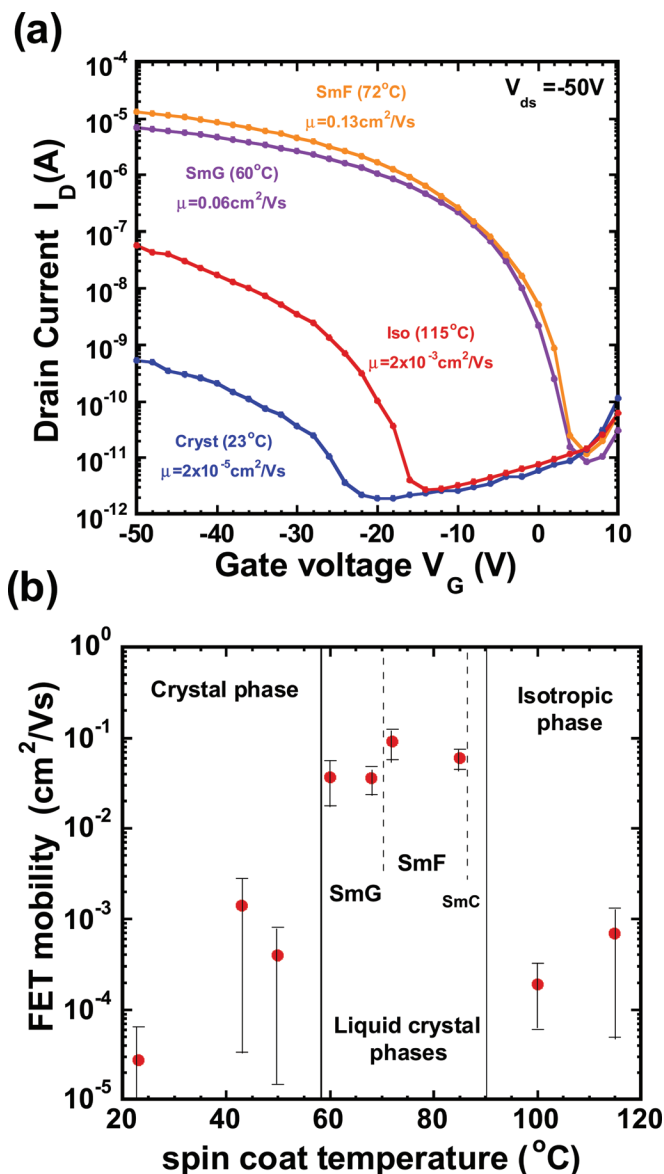 (a)
10⁻⁴
10⁻⁵
10⁻⁶
10⁻⁷
10⁻⁸
10⁻⁹
10⁻¹⁰
10⁻¹¹
10⁻¹²
Drain Current I_D(A)
SmF (72°C)
μ=0.13cm²/Vs
V_ds =-50V
SmG (60°C)
μ=0.06cm²/Vs
Iso (115°C)
μ=2x10⁻³cm²/Vs
Cryst (23°C)
μ=2x10⁻⁵cm²/Vs
-50 -40 -30 -20 -10 0 10
Gate voltage V_G (V)
(b)
10⁰
10⁻¹
10⁻²
10⁻³
10⁻⁴
10⁻⁵
FET mobility (cm²/Vs)
Crystal phase
Isotropic
phase
SmF
SmG
SmC
Liquid crystal
phases
20 40 60 80 100 120
spin coat temperature (°C)